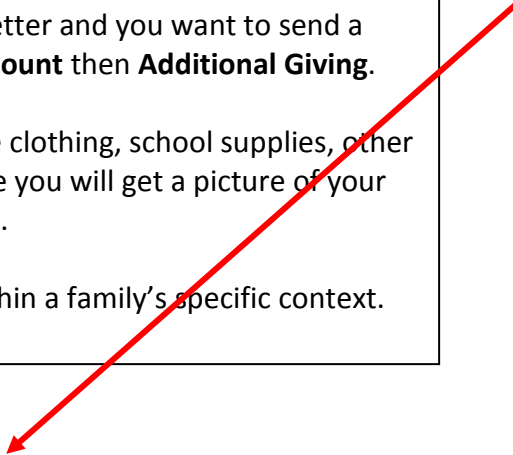 etter and you want to send a
ount then Additional Giving.
clothing, school supplies, other
e you will get a picture of your
.
hin a family's specific context.